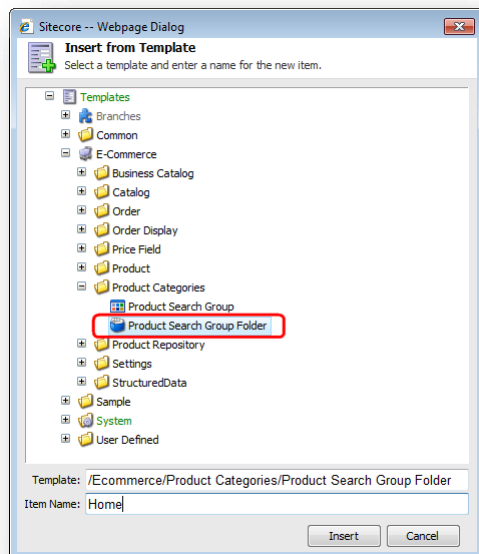 Sitecore -- Webpage Dialog
Insert from Template
Select a template and enter a name for the new item.
Templates
Branches
Common
E-Commerce
Business Catalog
Catalog
Order
Order Display
Price Field
Product
Product Categories
Product Search Group
Product Search Group Folder
Product Repository
Settings
StructuredData
Sample
System
User Defined
Template: /Ecommerce/Product Categories/Product Search Group Folder
Item Name: Home
Insert Cancel